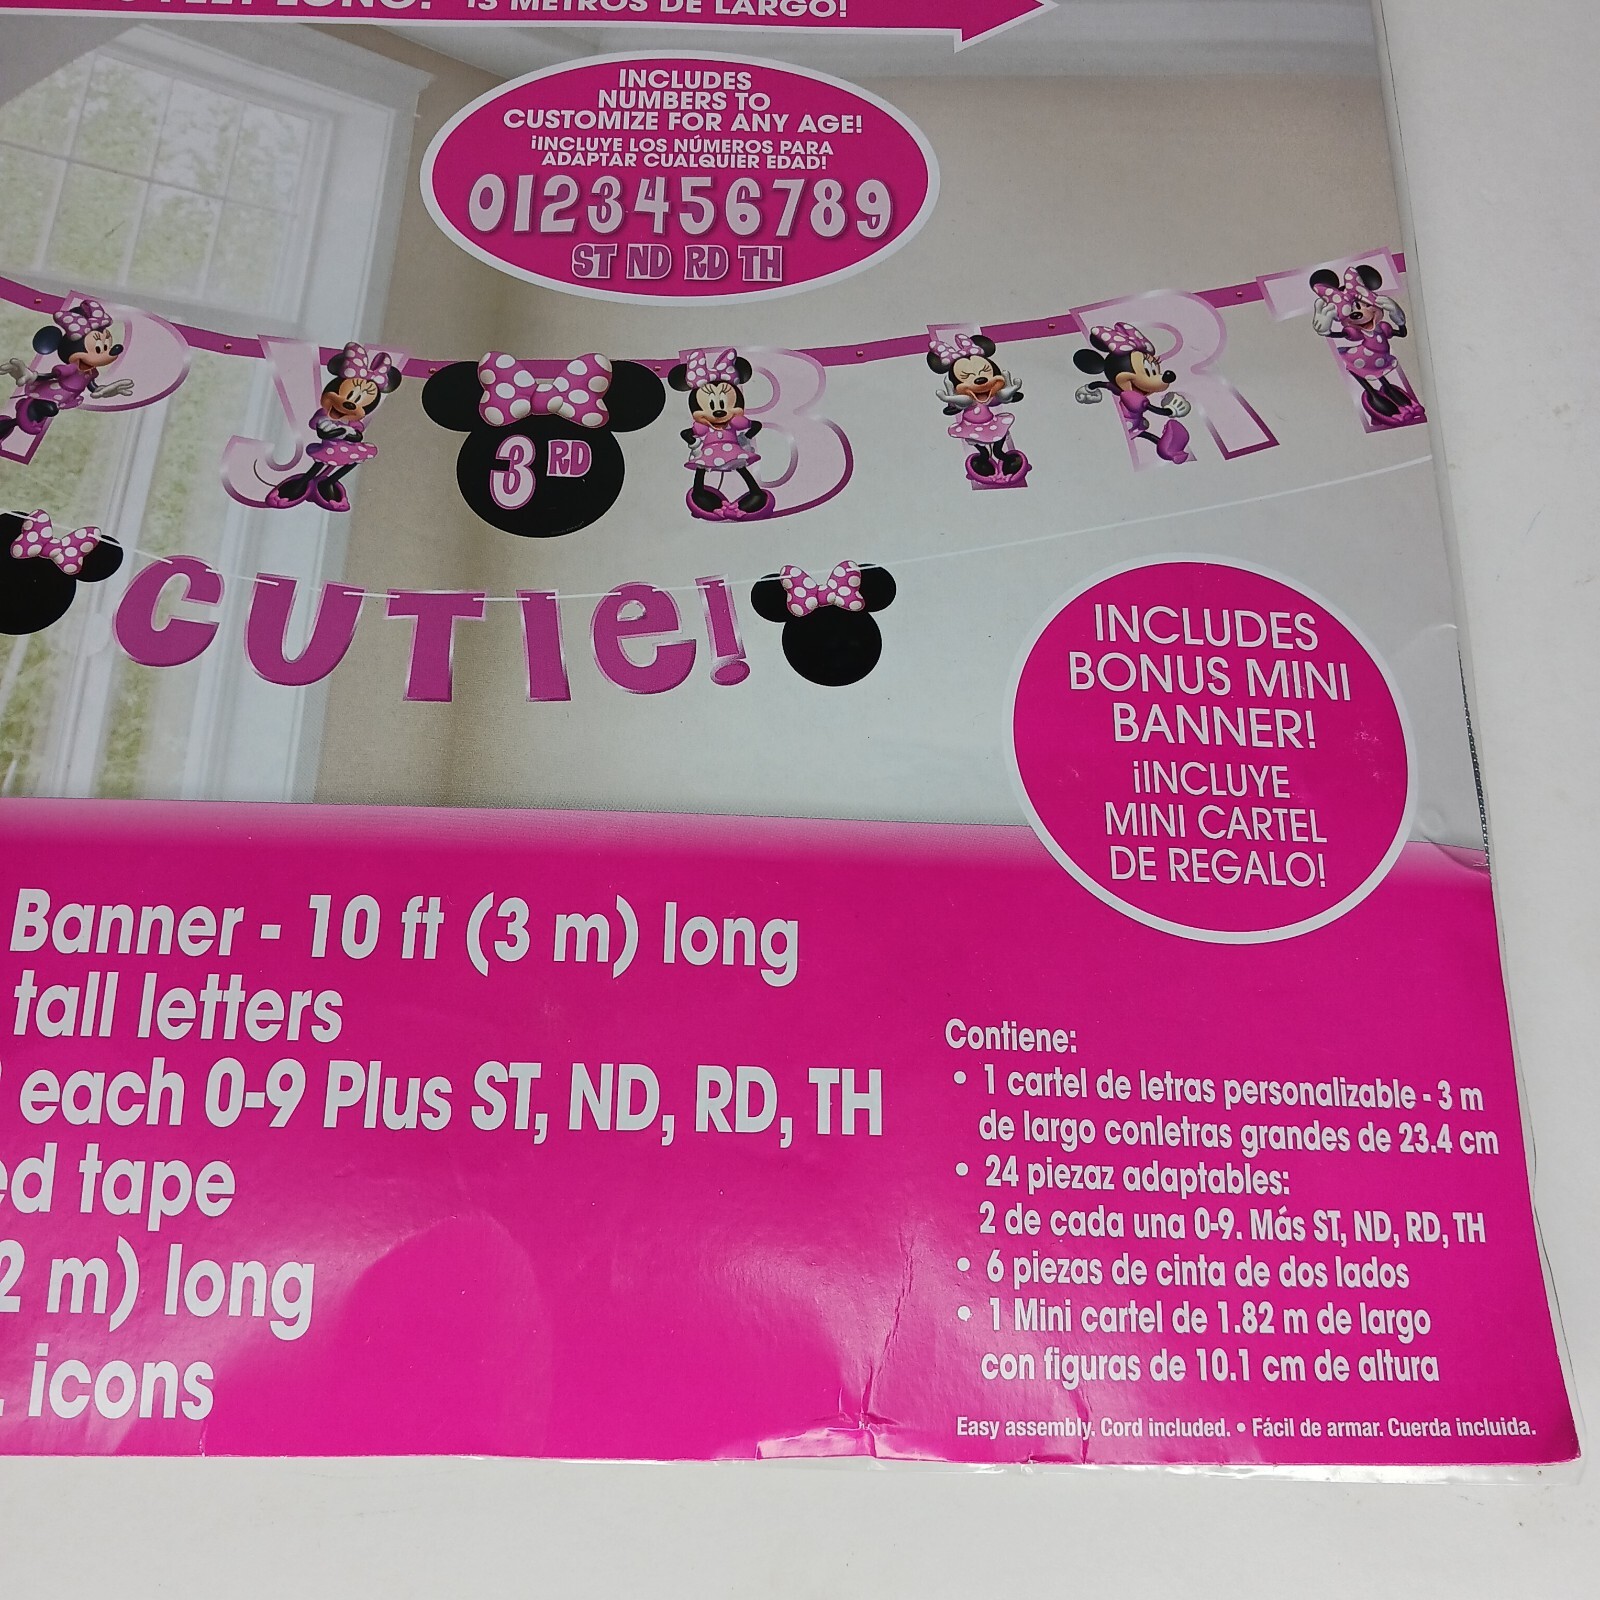 ¡3 METROS DE LARGO!
INCLUDES
NUMBERS TO
CUSTOMIZE FOR ANY AGE!
¡INCLUYE LOS NÚMEROS PARA
ADAPTAR CUALQUIER EDAD!
0123456789
ST ND RD TH
P Y 3RD B I R T
CUTIE!
INCLUDES
BONUS MINI
BANNER!
¡INCLUYE
MINI CARTEL
DE REGALO!
Banner - 10 ft (3 m) long
tall letters
each 0-9 Plus ST, ND, RD, TH
tape
2 m) long
icons
Contiene:
• 1 cartel de letras personalizable - 3 m
de largo conletras grandes de 23.4 cm
• 24 piezaz adaptables:
2 de cada una 0-9. Más ST, ND, RD, TH
• 6 piezas de cinta de dos lados
• 1 Mini cartel de 1.82 m de largo
con figuras de 10.1 cm de altura
Easy assembly. Cord included. • Fácil de armar. Cuerda incluida.